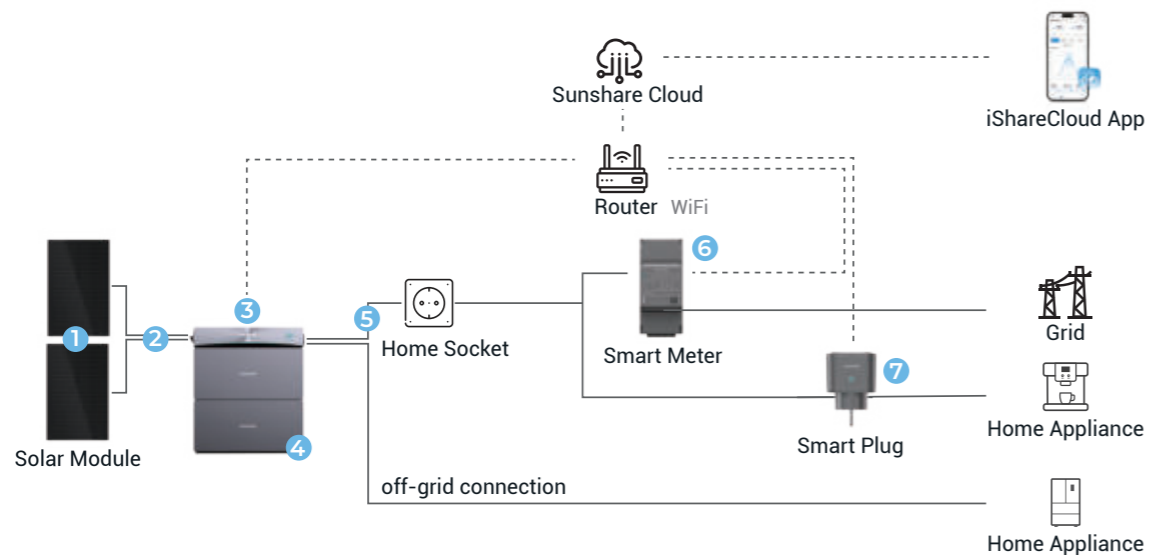 Sunshare Cloud
iShareCloud App
Router WiFi
6
3
1
2
5
Home Socket
Smart Meter
Grid
7
4
Solar Module
Smart Plug
Home Appliance
off-grid connection
Home Appliance